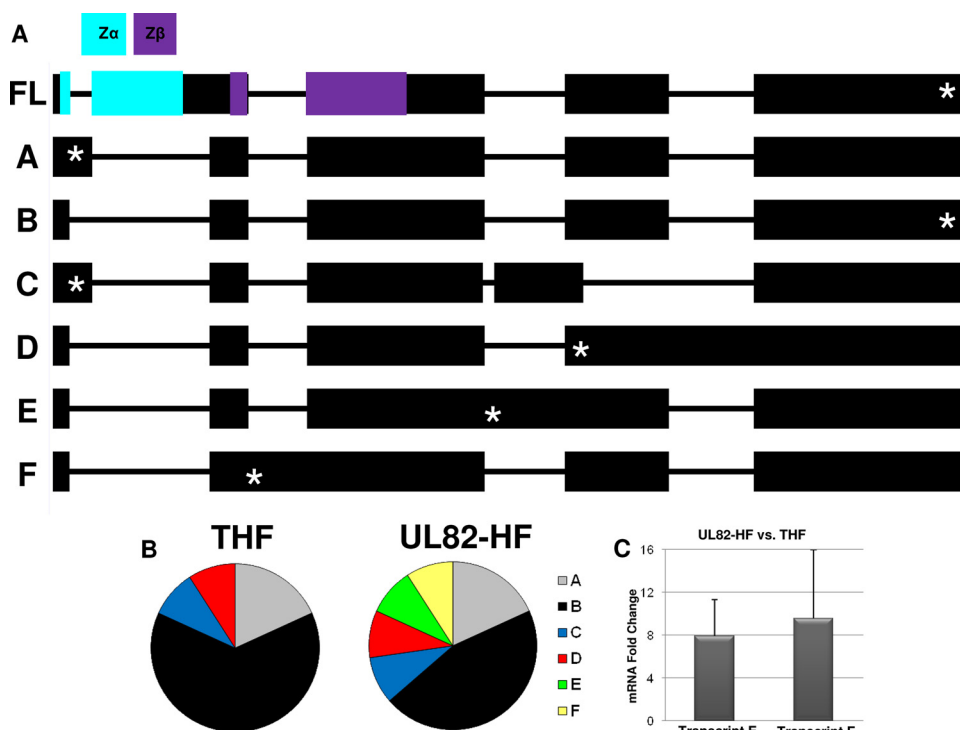 A
Zα Zβ
FL
*
A
*
B
*
C
*
D
*
E
*
F
*
B
THF
UL82-HF
A
B
C
D
E
F
C
UL82-HF vs. THF
mRNA Fold Change
16
12
8
4
0